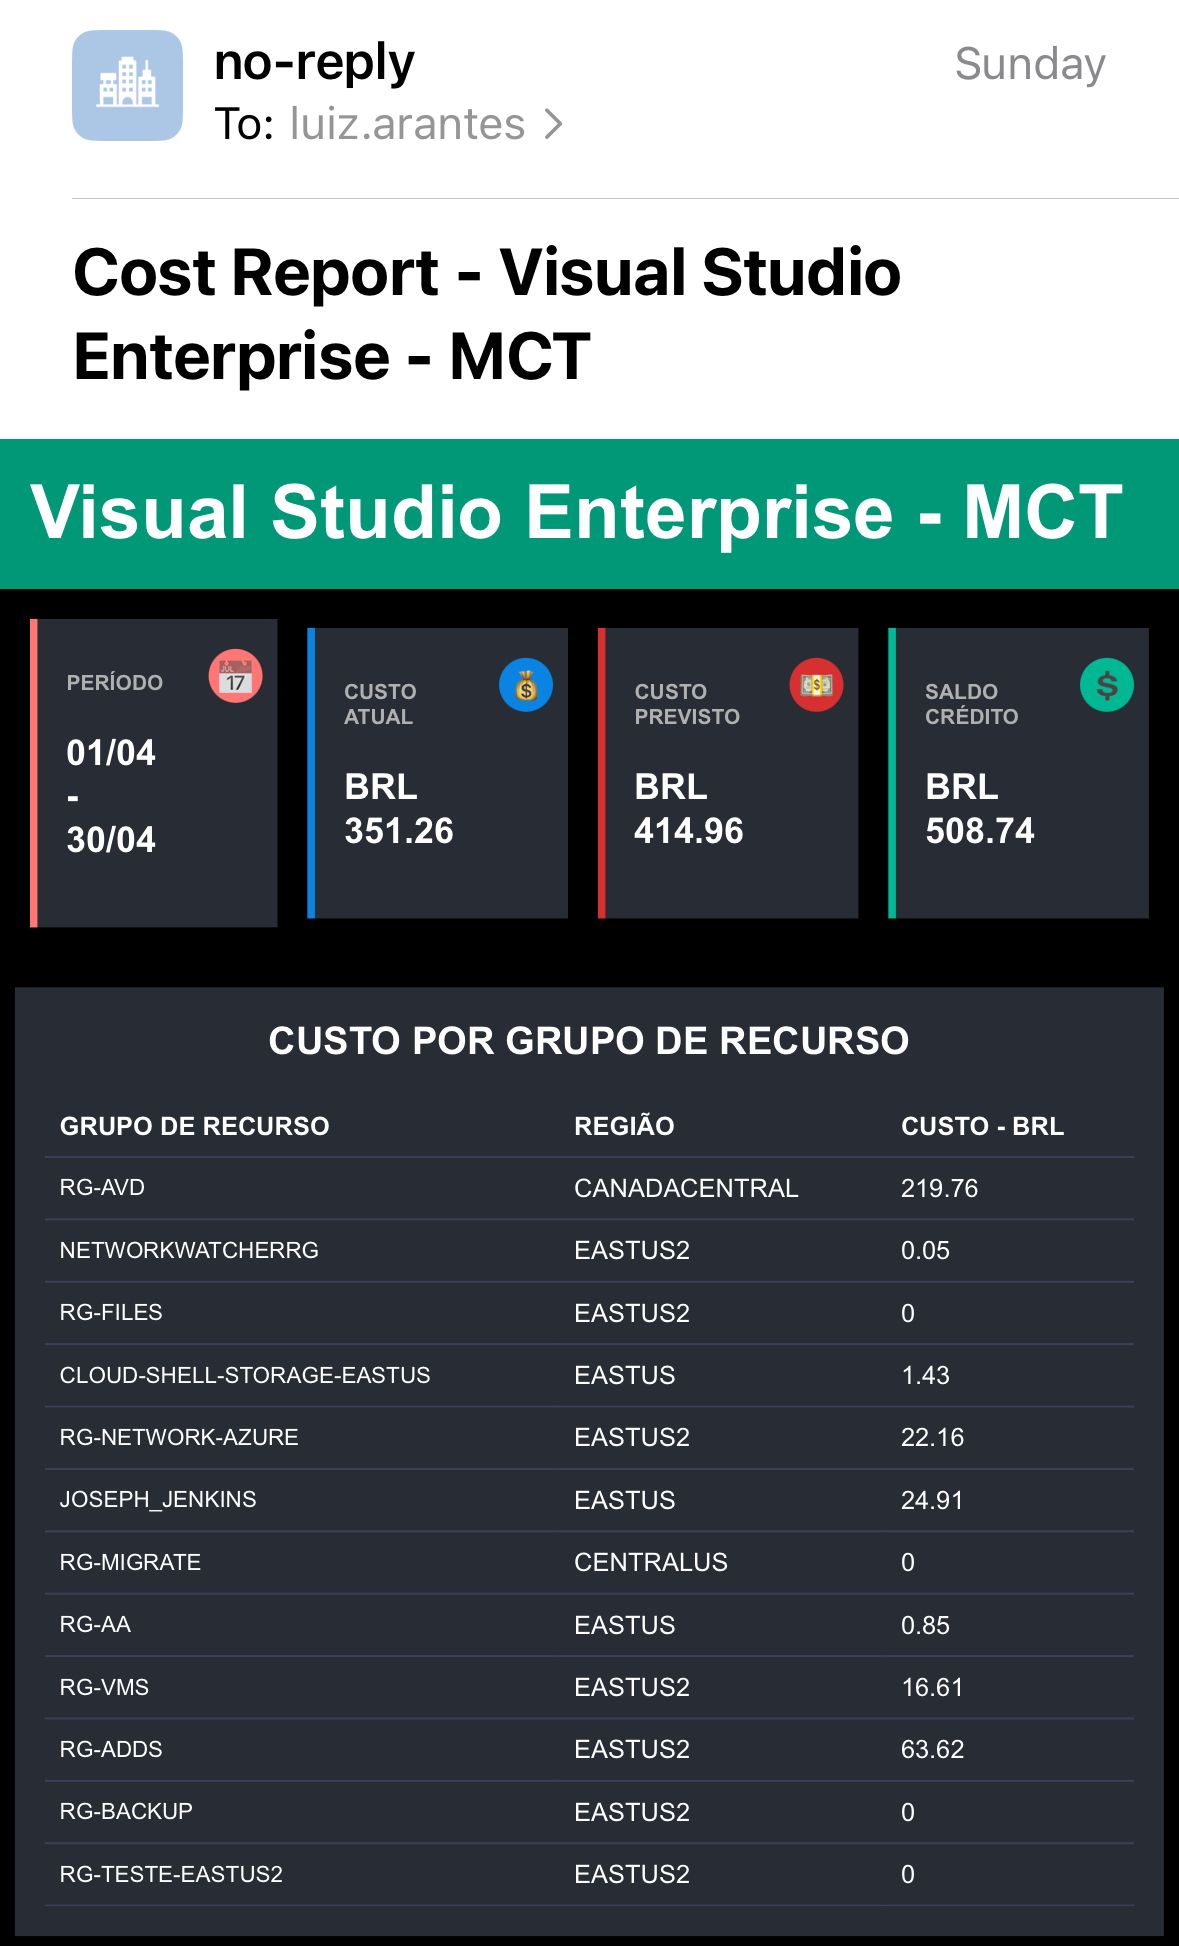 no-reply
Sunday
To: luiz.arantes
Cost Report - Visual Studio
Enterprise - MCT
Visual Studio Enterprise - MCT
PERÍODO
JUL
17
01/04
-
30/04
CUSTO
ATUAL
BRL
351.26
CUSTO
PREVISTO
BRL
414.96
SALDO
CRÉDITO
$
BRL
508.74
CUSTO POR GRUPO DE RECURSO
GRUPO DE RECURSO REGIÃO CUSTO - BRL
RG-AVD CANADACENTRAL 219.76
NETWORKWATCHERRG EASTUS2 0.05
RG-FILES EASTUS2 0
CLOUD-SHELL-STORAGE-EASTUS EASTUS 1.43
RG-NETWORK-AZURE EASTUS2 22.16
JOSEPH_JENKINS EASTUS 24.91
RG-MIGRATE CENTRALUS 0
RG-AA EASTUS 0.85
RG-VMS EASTUS2 16.61
RG-ADDS EASTUS2 63.62
RG-BACKUP EASTUS2 0
RG-TESTE-EASTUS2 EASTUS2 0